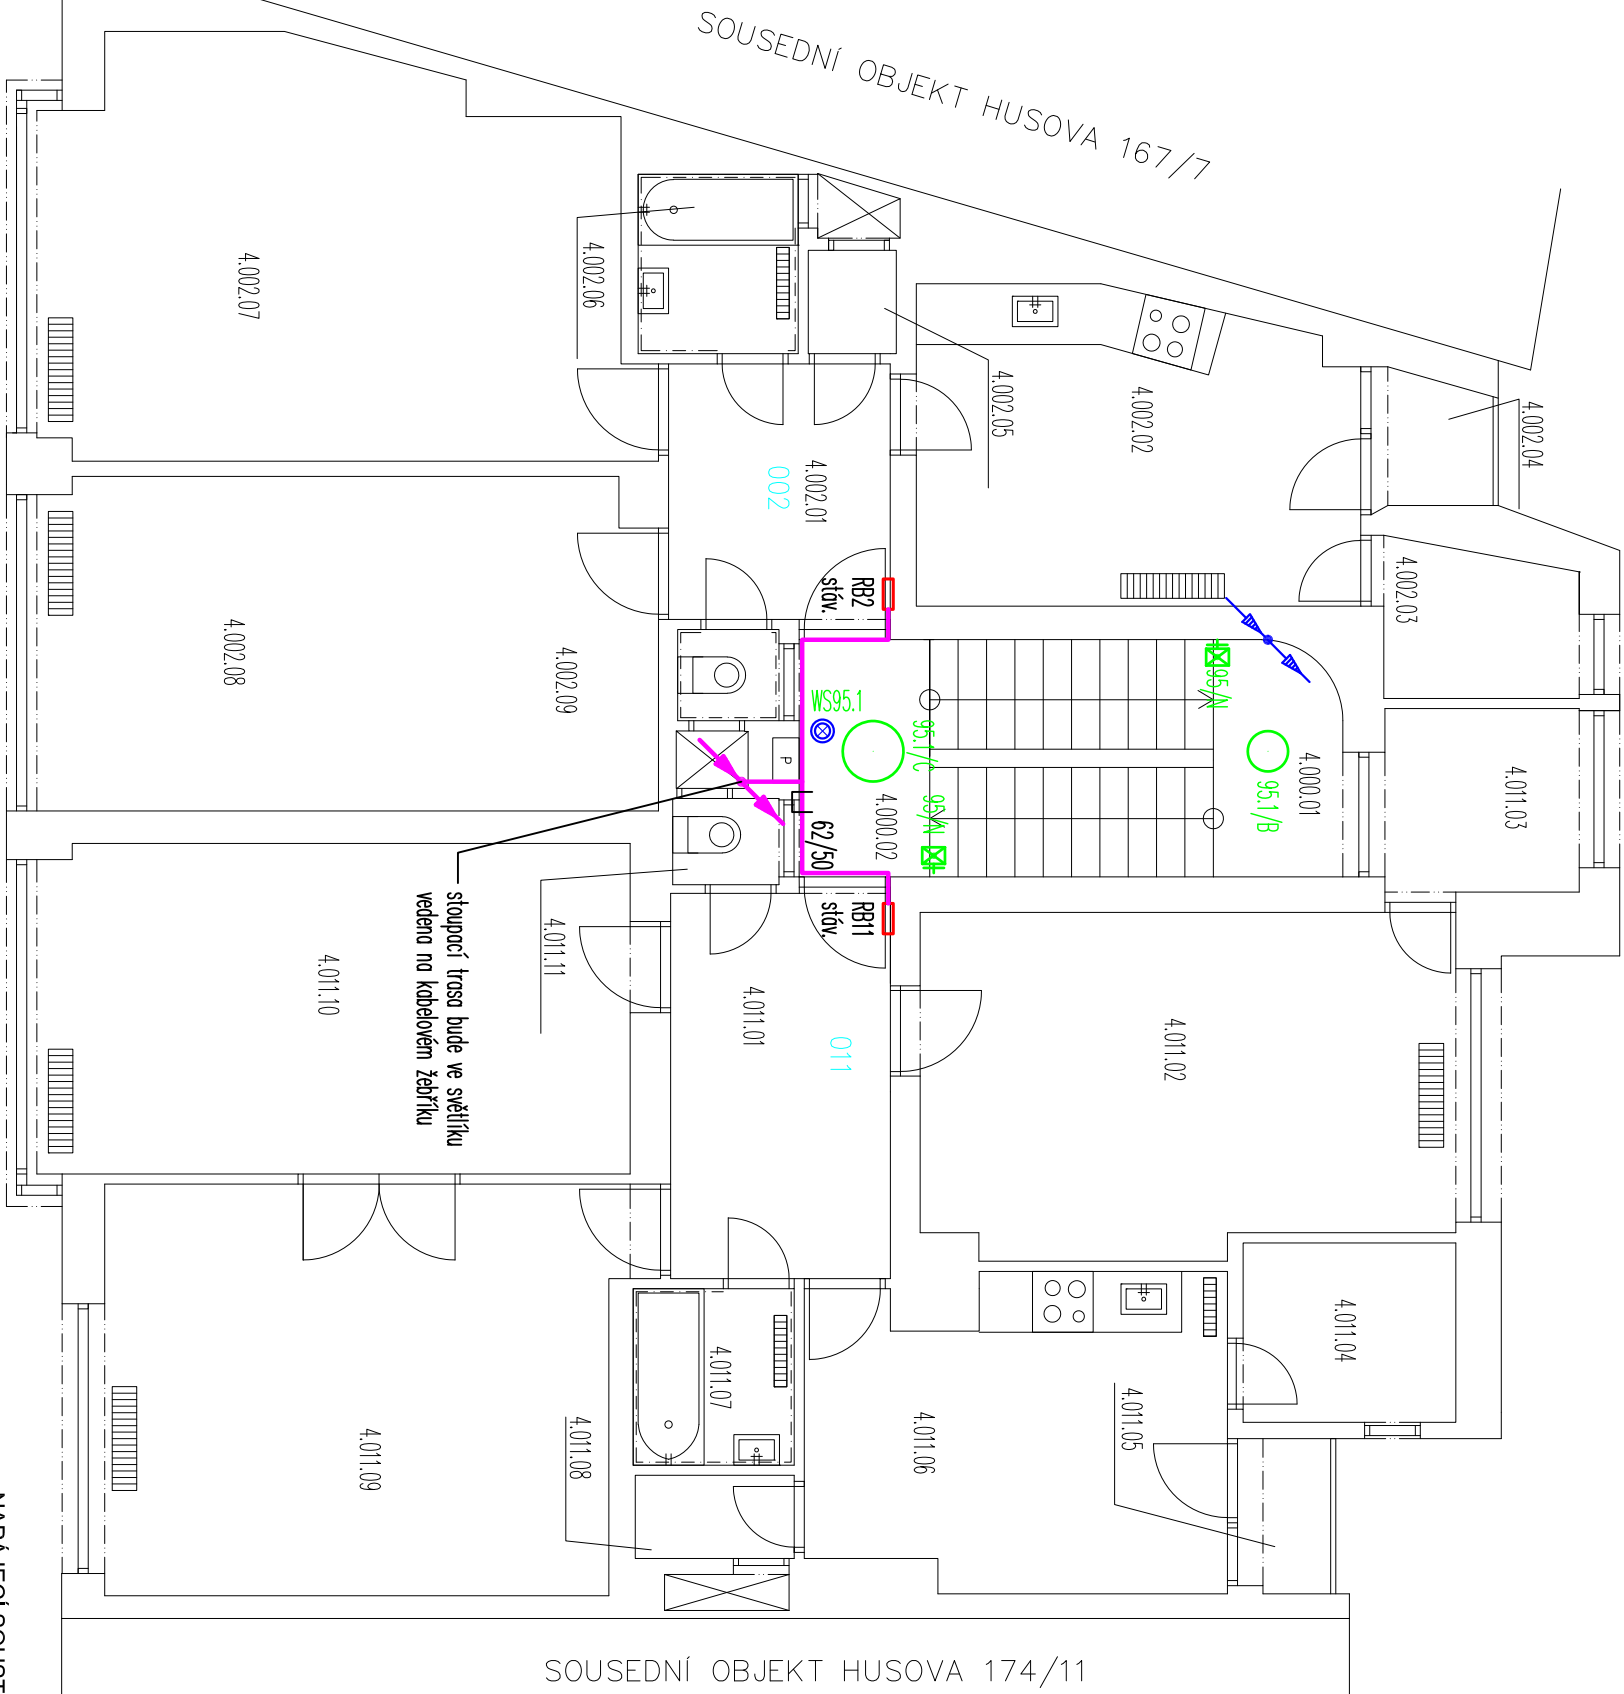 SOUSEDNÍ OBJEKT HUSOVA 167/7
4.002.07
4.002.06
4.002.05
4.002.02
4.002.04
4.002.01
002
4.002.03
RB2
stáv.
4.002.08
4.002.09
WS95.1
95.1/C
95/N
95.1/B
4.000.01
4.011.03
P
95/N
4.000.02
62/50
RB11
stáv.
stoupací trasa bude ve světlíku
vedena na kabelovém žebříku
4.011.11
4.011.10
4.011.01
011
4.011.02
4.011.04
4.011.07
4.011.05
4.011.06
4.011.08
4.011.09
SOUSEDNÍ OBJEKT HUSOVA 174/11